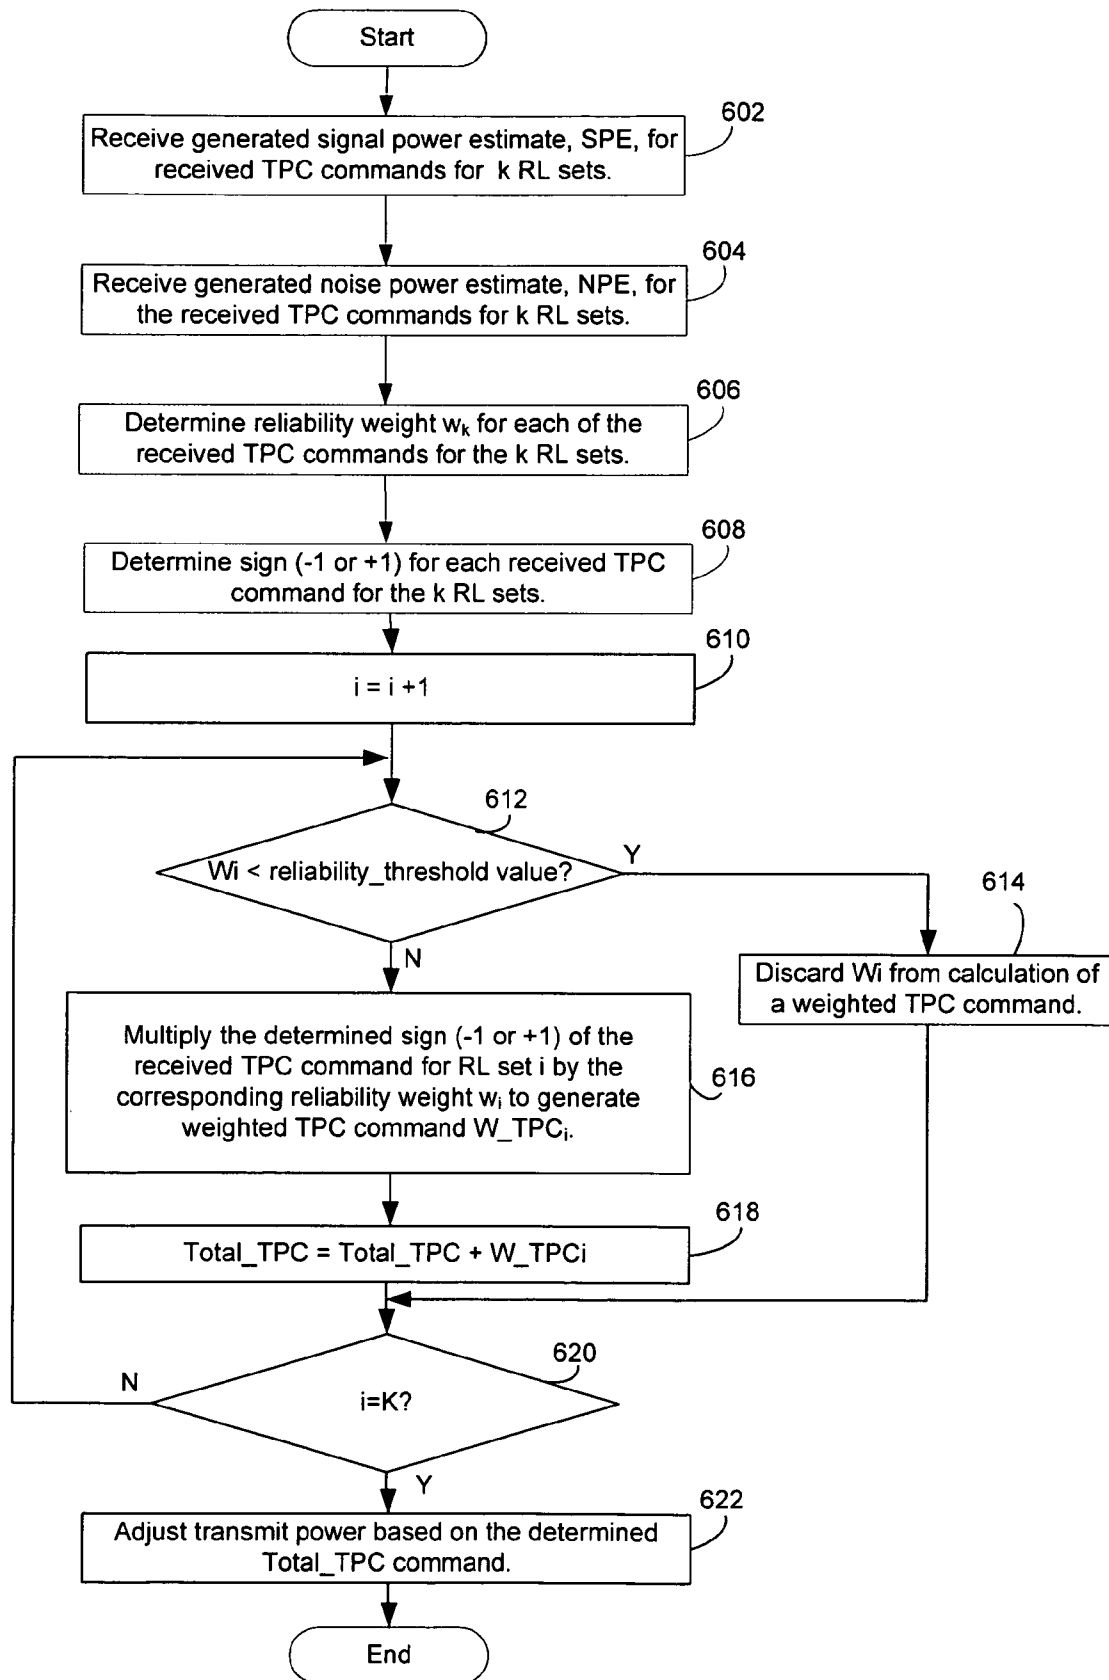 Start
602
Receive generated signal power estimate, SPE, for
received TPC commands for k RL sets.
604
Receive generated noise power estimate, NPE, for
the received TPC commands for k RL sets.
606
Determine reliability weight wₖ for each of the
received TPC commands for the k RL sets.
608
Determine sign (-1 or +1) for each received TPC
command for the k RL sets.
610
i = i +1
612
Wi < reliability_threshold value?
Y
N
614
Discard Wi from calculation of
a weighted TPC command.
Multiply the determined sign (-1 or +1) of the
received TPC command for RL set i by the
corresponding reliability weight wᵢ to generate
weighted TPC command W_TPCᵢ.
616
618
Total_TPC = Total_TPC + W_TPCi
620
N
i=K?
Y
622
Adjust transmit power based on the determined
Total_TPC command.
End